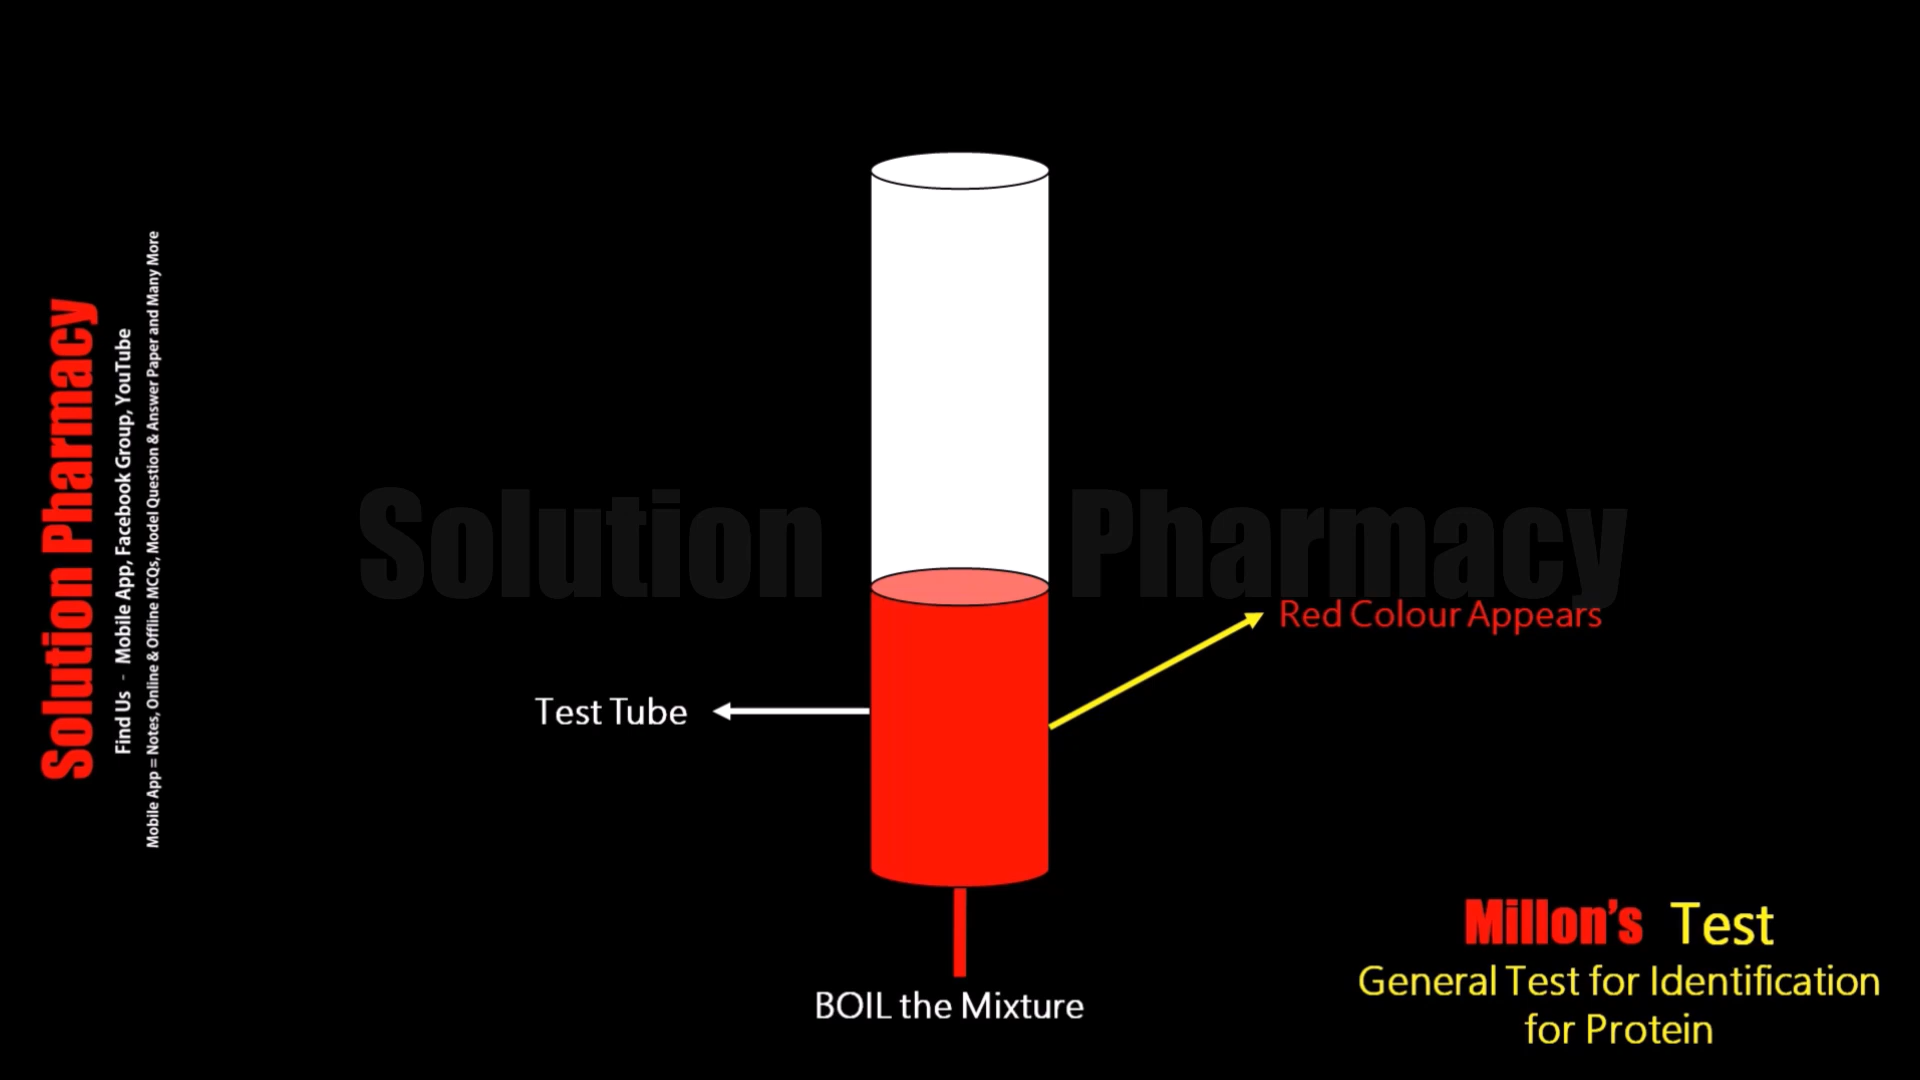 Solution Pharmacy
Find Us - Mobile App, Facebook Group, YouTube
Mobile App = Notes, Online & Offline MCQs, Model Question & Answer Paper and Many More
Solution Pharmacy
Red Colour Appears
Test Tube
BOIL the Mixture
Millon's Test
General Test for Identification
for Protein